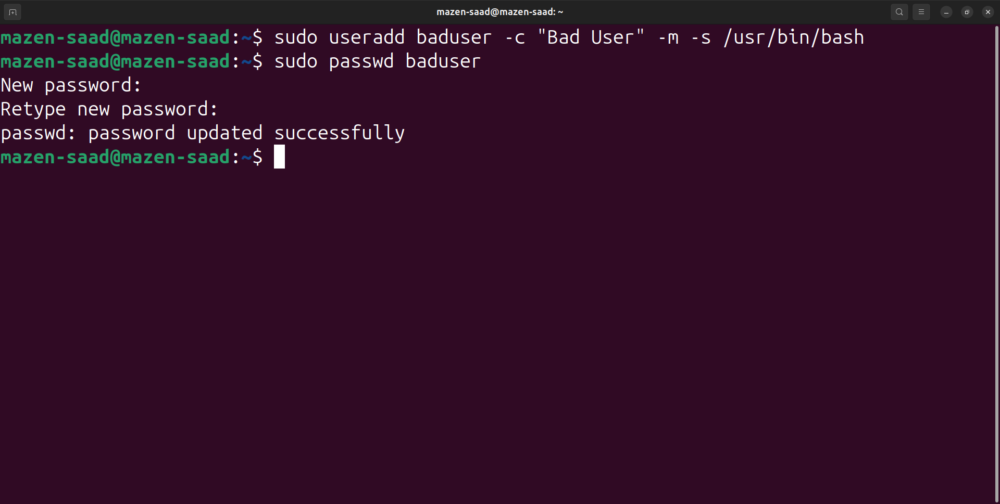 mazen-saad@mazen-saad: ~
mazen-saad@mazen-saad:~$ sudo useradd baduser -c "Bad User" -m -s /usr/bin/bash
mazen-saad@mazen-saad:~$ sudo passwd baduser
New password:
Retype new password:
passwd: password updated successfully
mazen-saad@mazen-saad:~$